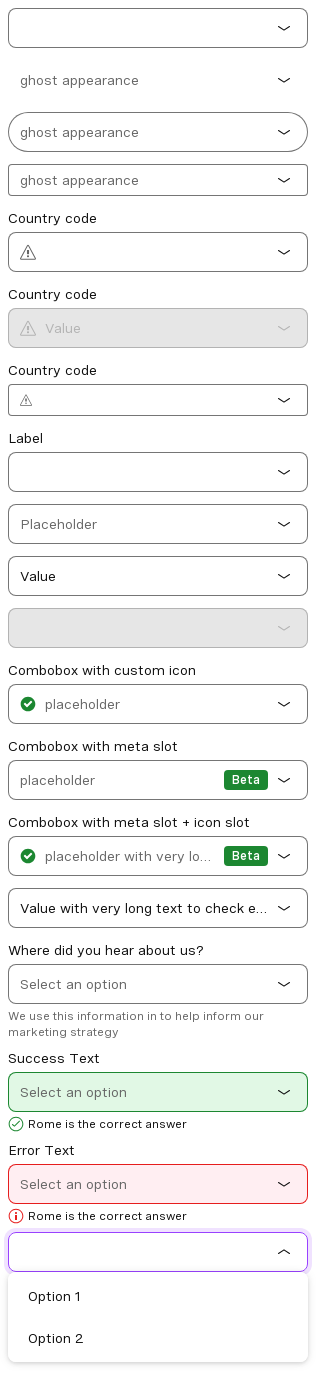 ghost appearance
ghost appearance
ghost appearance
Country code
Country code
Value
Country code
Label
Placeholder
Value
Combobox with custom icon
placeholder
Combobox with meta slot
placeholder Beta
Combobox with meta slot + icon slot
placeholder with very lo... Beta
Value with very long text to check e...
Where did you hear about us?
Select an option
We use this information in to help inform our
marketing strategy
Success Text
Select an option
Rome is the correct answer
Error Text
Select an option
Rome is the correct answer
Option 1
Option 2